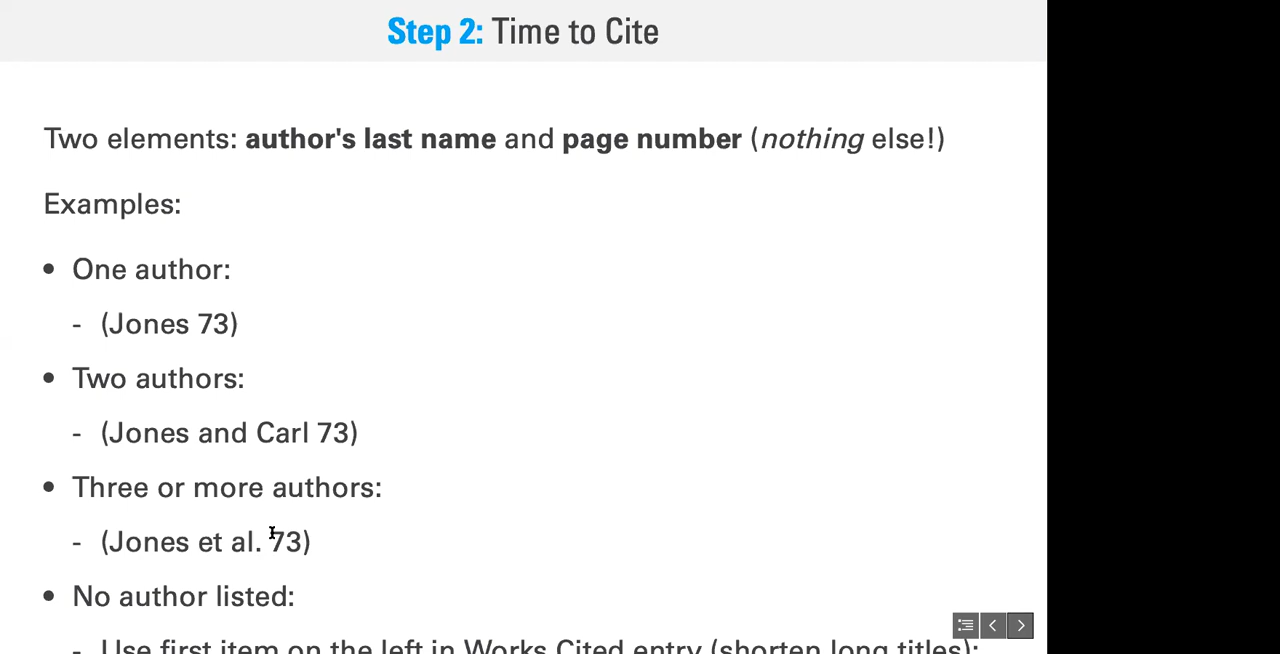 Step 2: Time to Cite
Two elements: author's last name and page number (nothing else!)
Examples:
• One author:
- (Jones 73)
• Two authors:
- (Jones and Carl 73)
• Three or more authors:
- (Jones et al. 73)
• No author listed:
- Use first item on the left in Works Cited entry (shorten long titles):